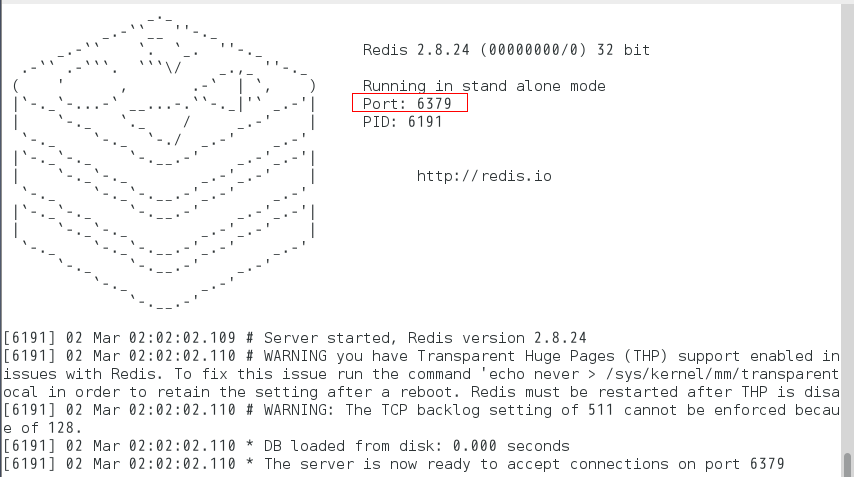 Redis 2.8.24 (00000000/0) 32 bit
Running in stand alone mode
Port: 6379
PID: 6191
http://redis.io
[6191] 02 Mar 02:02:02.109 # Server started, Redis version 2.8.24
[6191] 02 Mar 02:02:02.110 # WARNING you have Transparent Huge Pages (THP) support enabled in
issues with Redis. To fix this issue run the command 'echo never > /sys/kernel/mm/transparent
ocal in order to retain the setting after a reboot. Redis must be restarted after THP is disa
[6191] 02 Mar 02:02:02.110 # WARNING: The TCP backlog setting of 511 cannot be enforced becau
e of 128.
[6191] 02 Mar 02:02:02.110 * DB loaded from disk: 0.000 seconds
[6191] 02 Mar 02:02:02.110 * The server is now ready to accept connections on port 6379